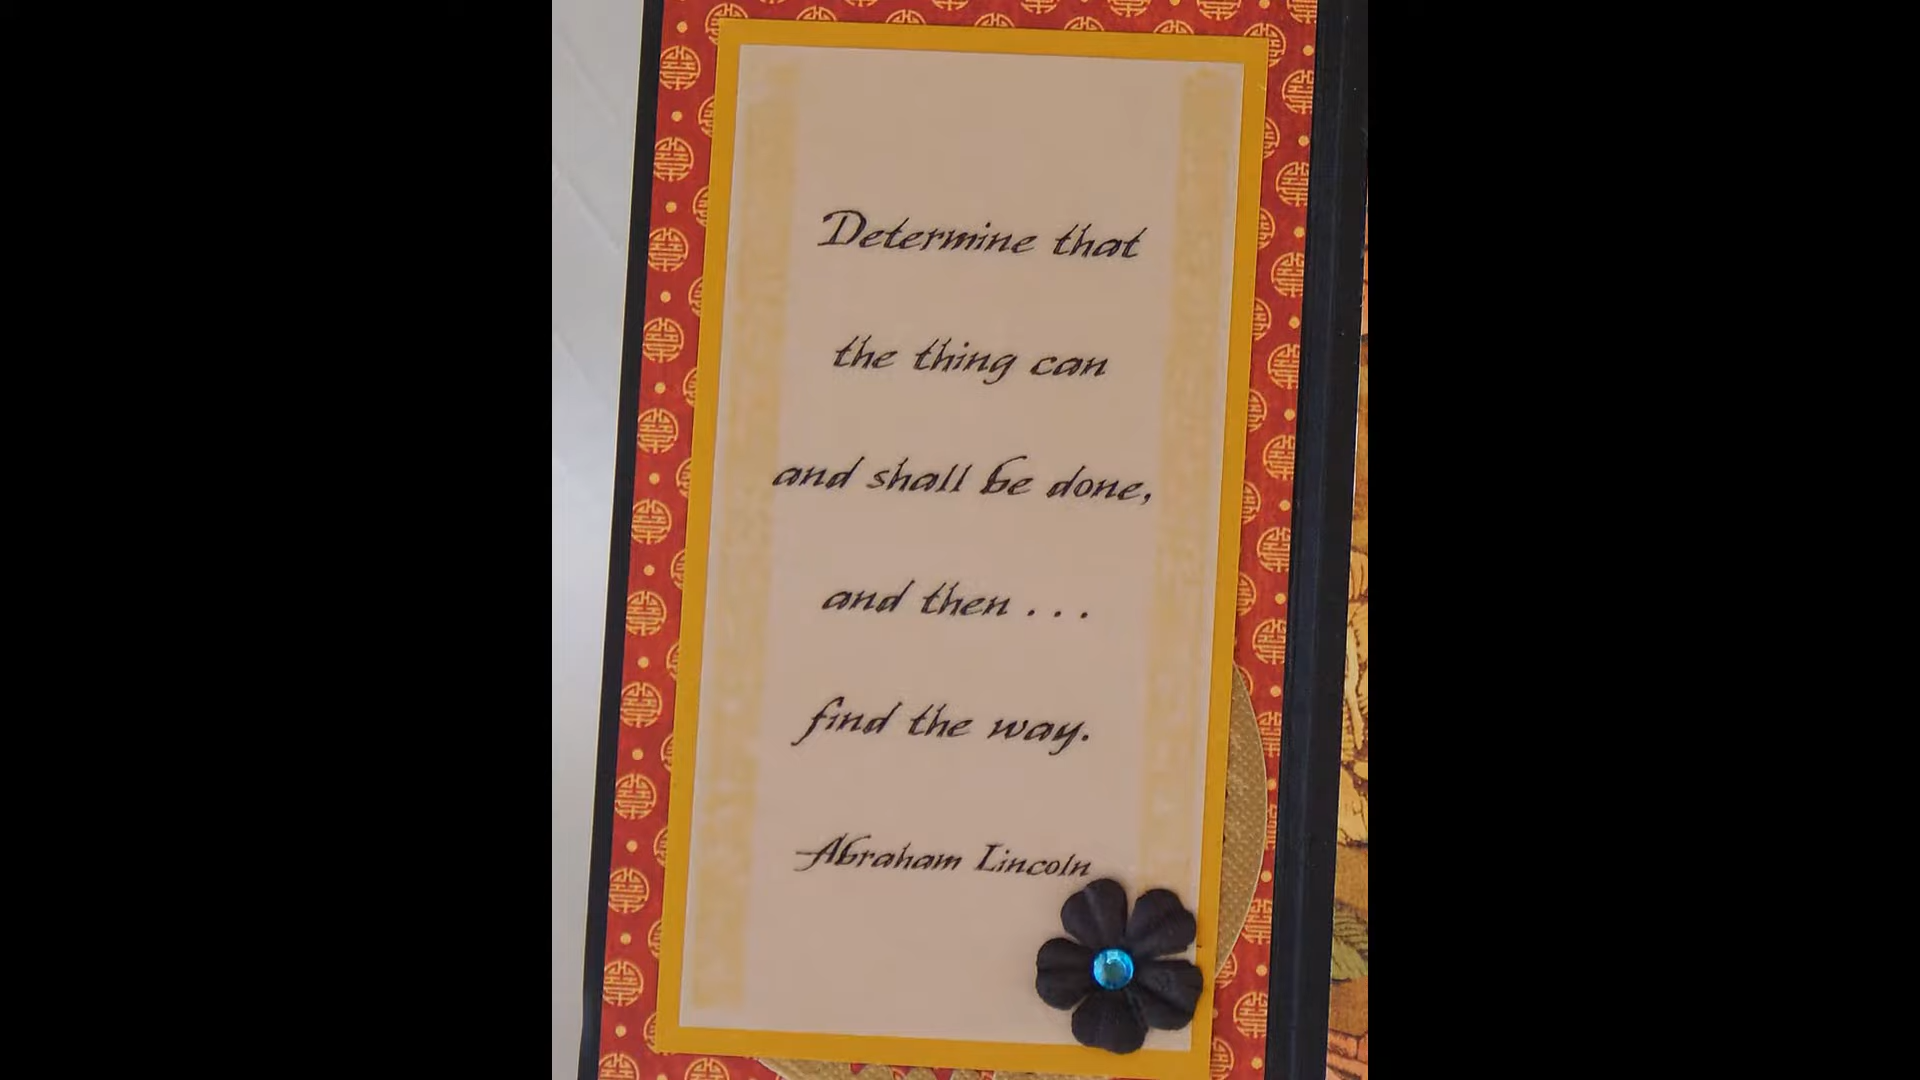 Determine that
the thing can
and shall be done,
and then . . .
find the way.
—Abraham Lincoln